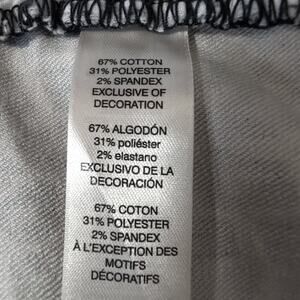 67% COTTON
31% POLYESTER
2% SPANDEX
EXCLUSIVE OF
DECORATION
67% ALGODÓN
31% poliéster
2% elastano
EXCLUSIVO DE LA
DECORACIÓN
67% COTON
31% POLYESTER
2% SPANDEX
À L'EXCEPTION DES
MOTIFS
DÉCORATIFS